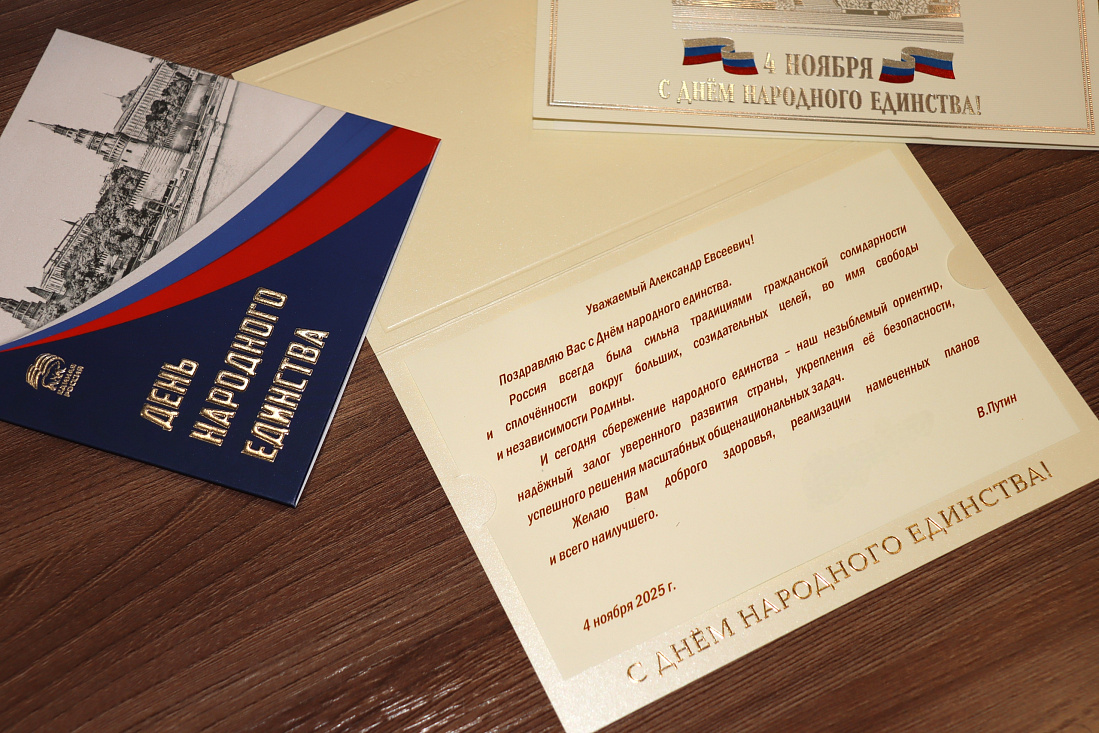 4 НОЯБРЯ
С ДНЁМ НАРОДНОГО ЕДИНСТВА!
ДЕНЬ
НАРОДНОГО
ЕДИНСТВА
ЕДИНАЯ
РОССИЯ
Уважаемый Александр Евсеевич!
Поздравляю Вас с Днём народного единства.
Россия всегда была сильна традициями гражданской солидарности
и сплочённости вокруг больших, созидательных целей, во имя свободы
и независимости Родины.
И сегодня сбережение народного единства – наш незыблемый ориентир,
надёжный залог уверенного развития страны, укрепления её безопасности,
успешного решения масштабных общенациональных задач.
Желаю Вам доброго здоровья, реализации намеченных планов
и всего наилучшего.
В.Путин
4 ноября 2025 г.
С ДНЁМ НАРОДНОГО ЕДИНСТВА!